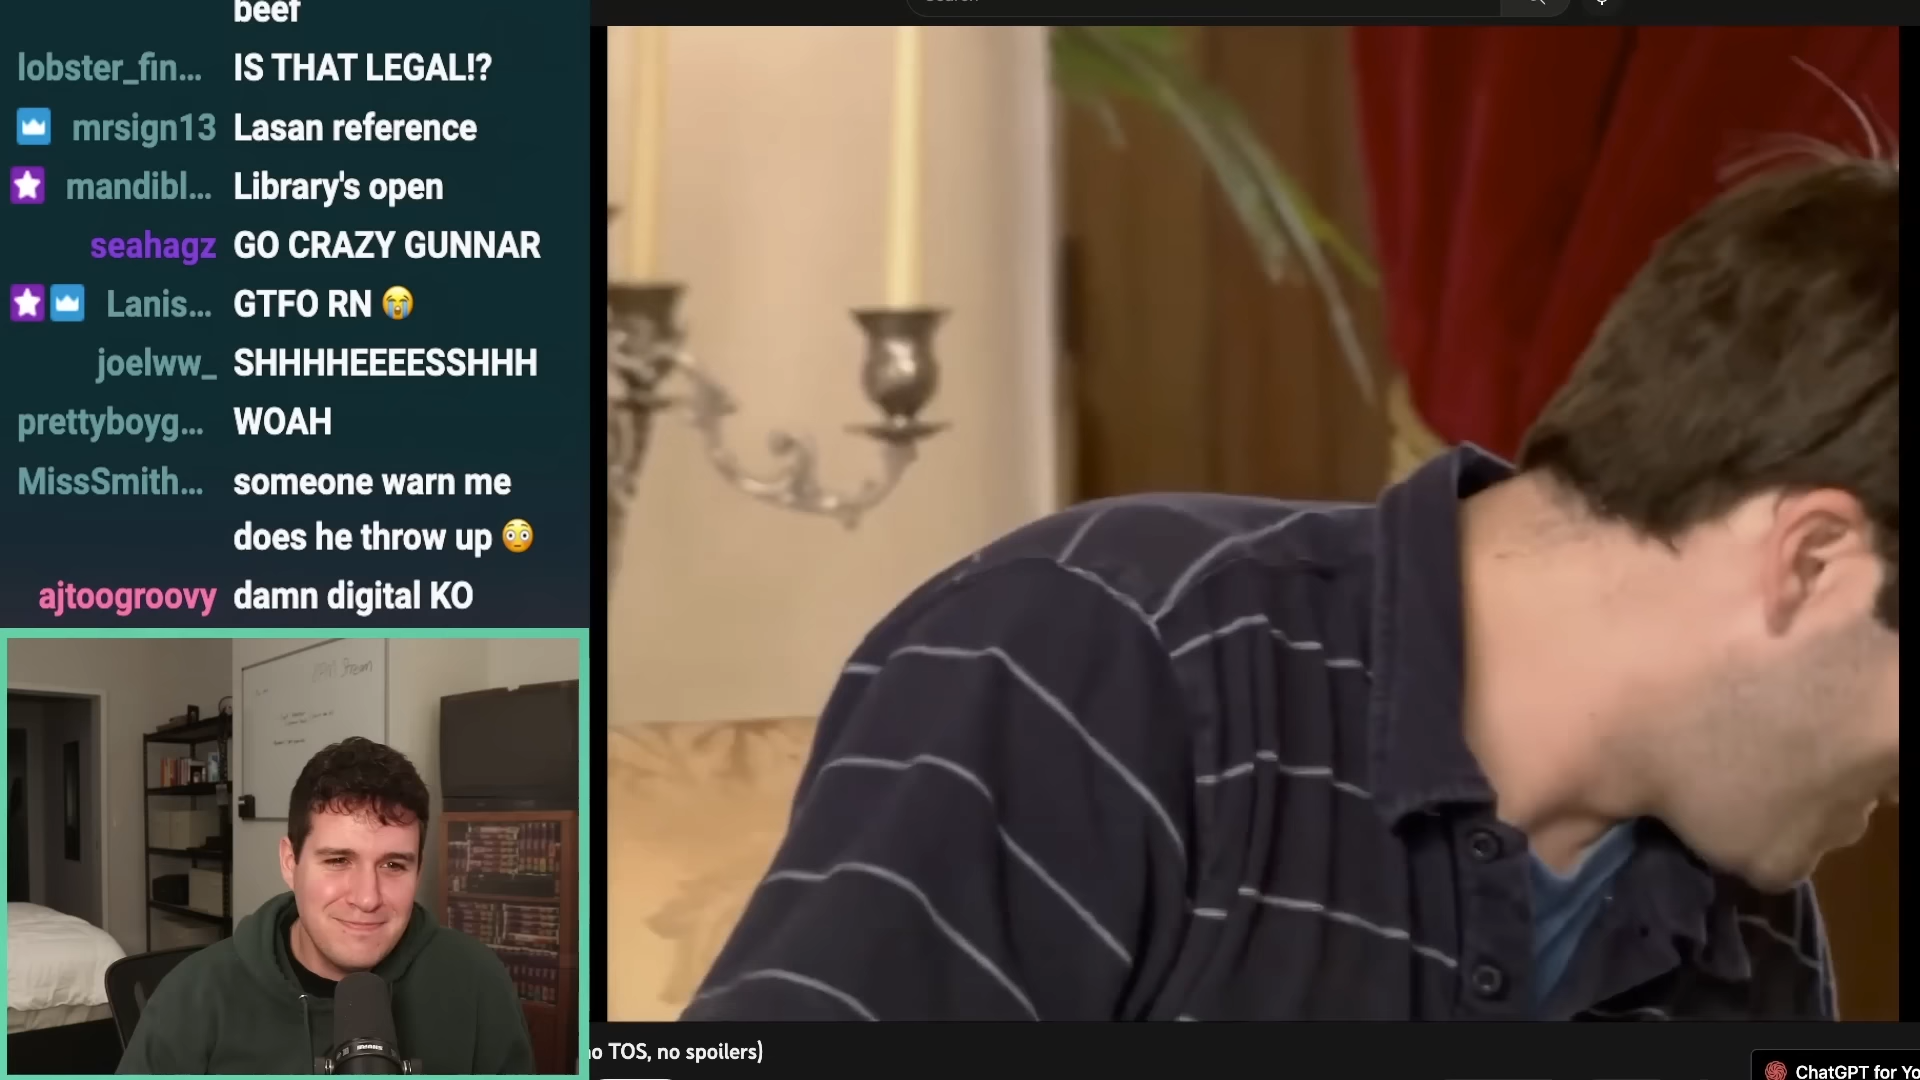 beef
lobster_fin... IS THAT LEGAL!?
mrsign13 Lasan reference
mandibl... Library's open
seahagz GO CRAZY GUNNAR
Lanis... GTFO RN 😭
joelww_ SHHHHEEEESSHHH
prettyboyg... WOAH
MissSmith... someone warn me
does he throw up 😳
ajtoogroovy damn digital KO
no TOS, no spoilers)
ChatGPT for Yo